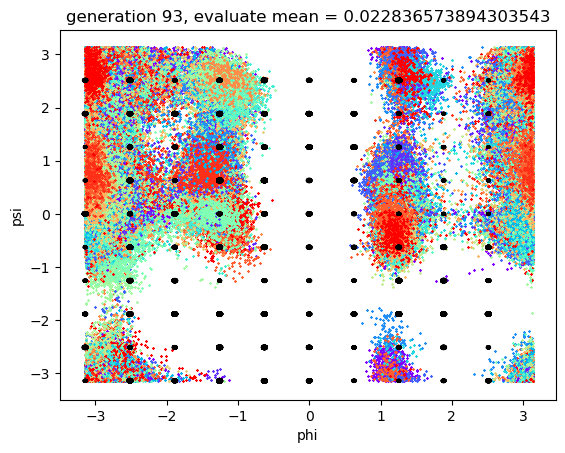 generation 93, evaluate mean = 0.022836573894303543
3
2
1
0
−1
−2
−3
psi
−3 −2 −1 0 1 2 3
phi